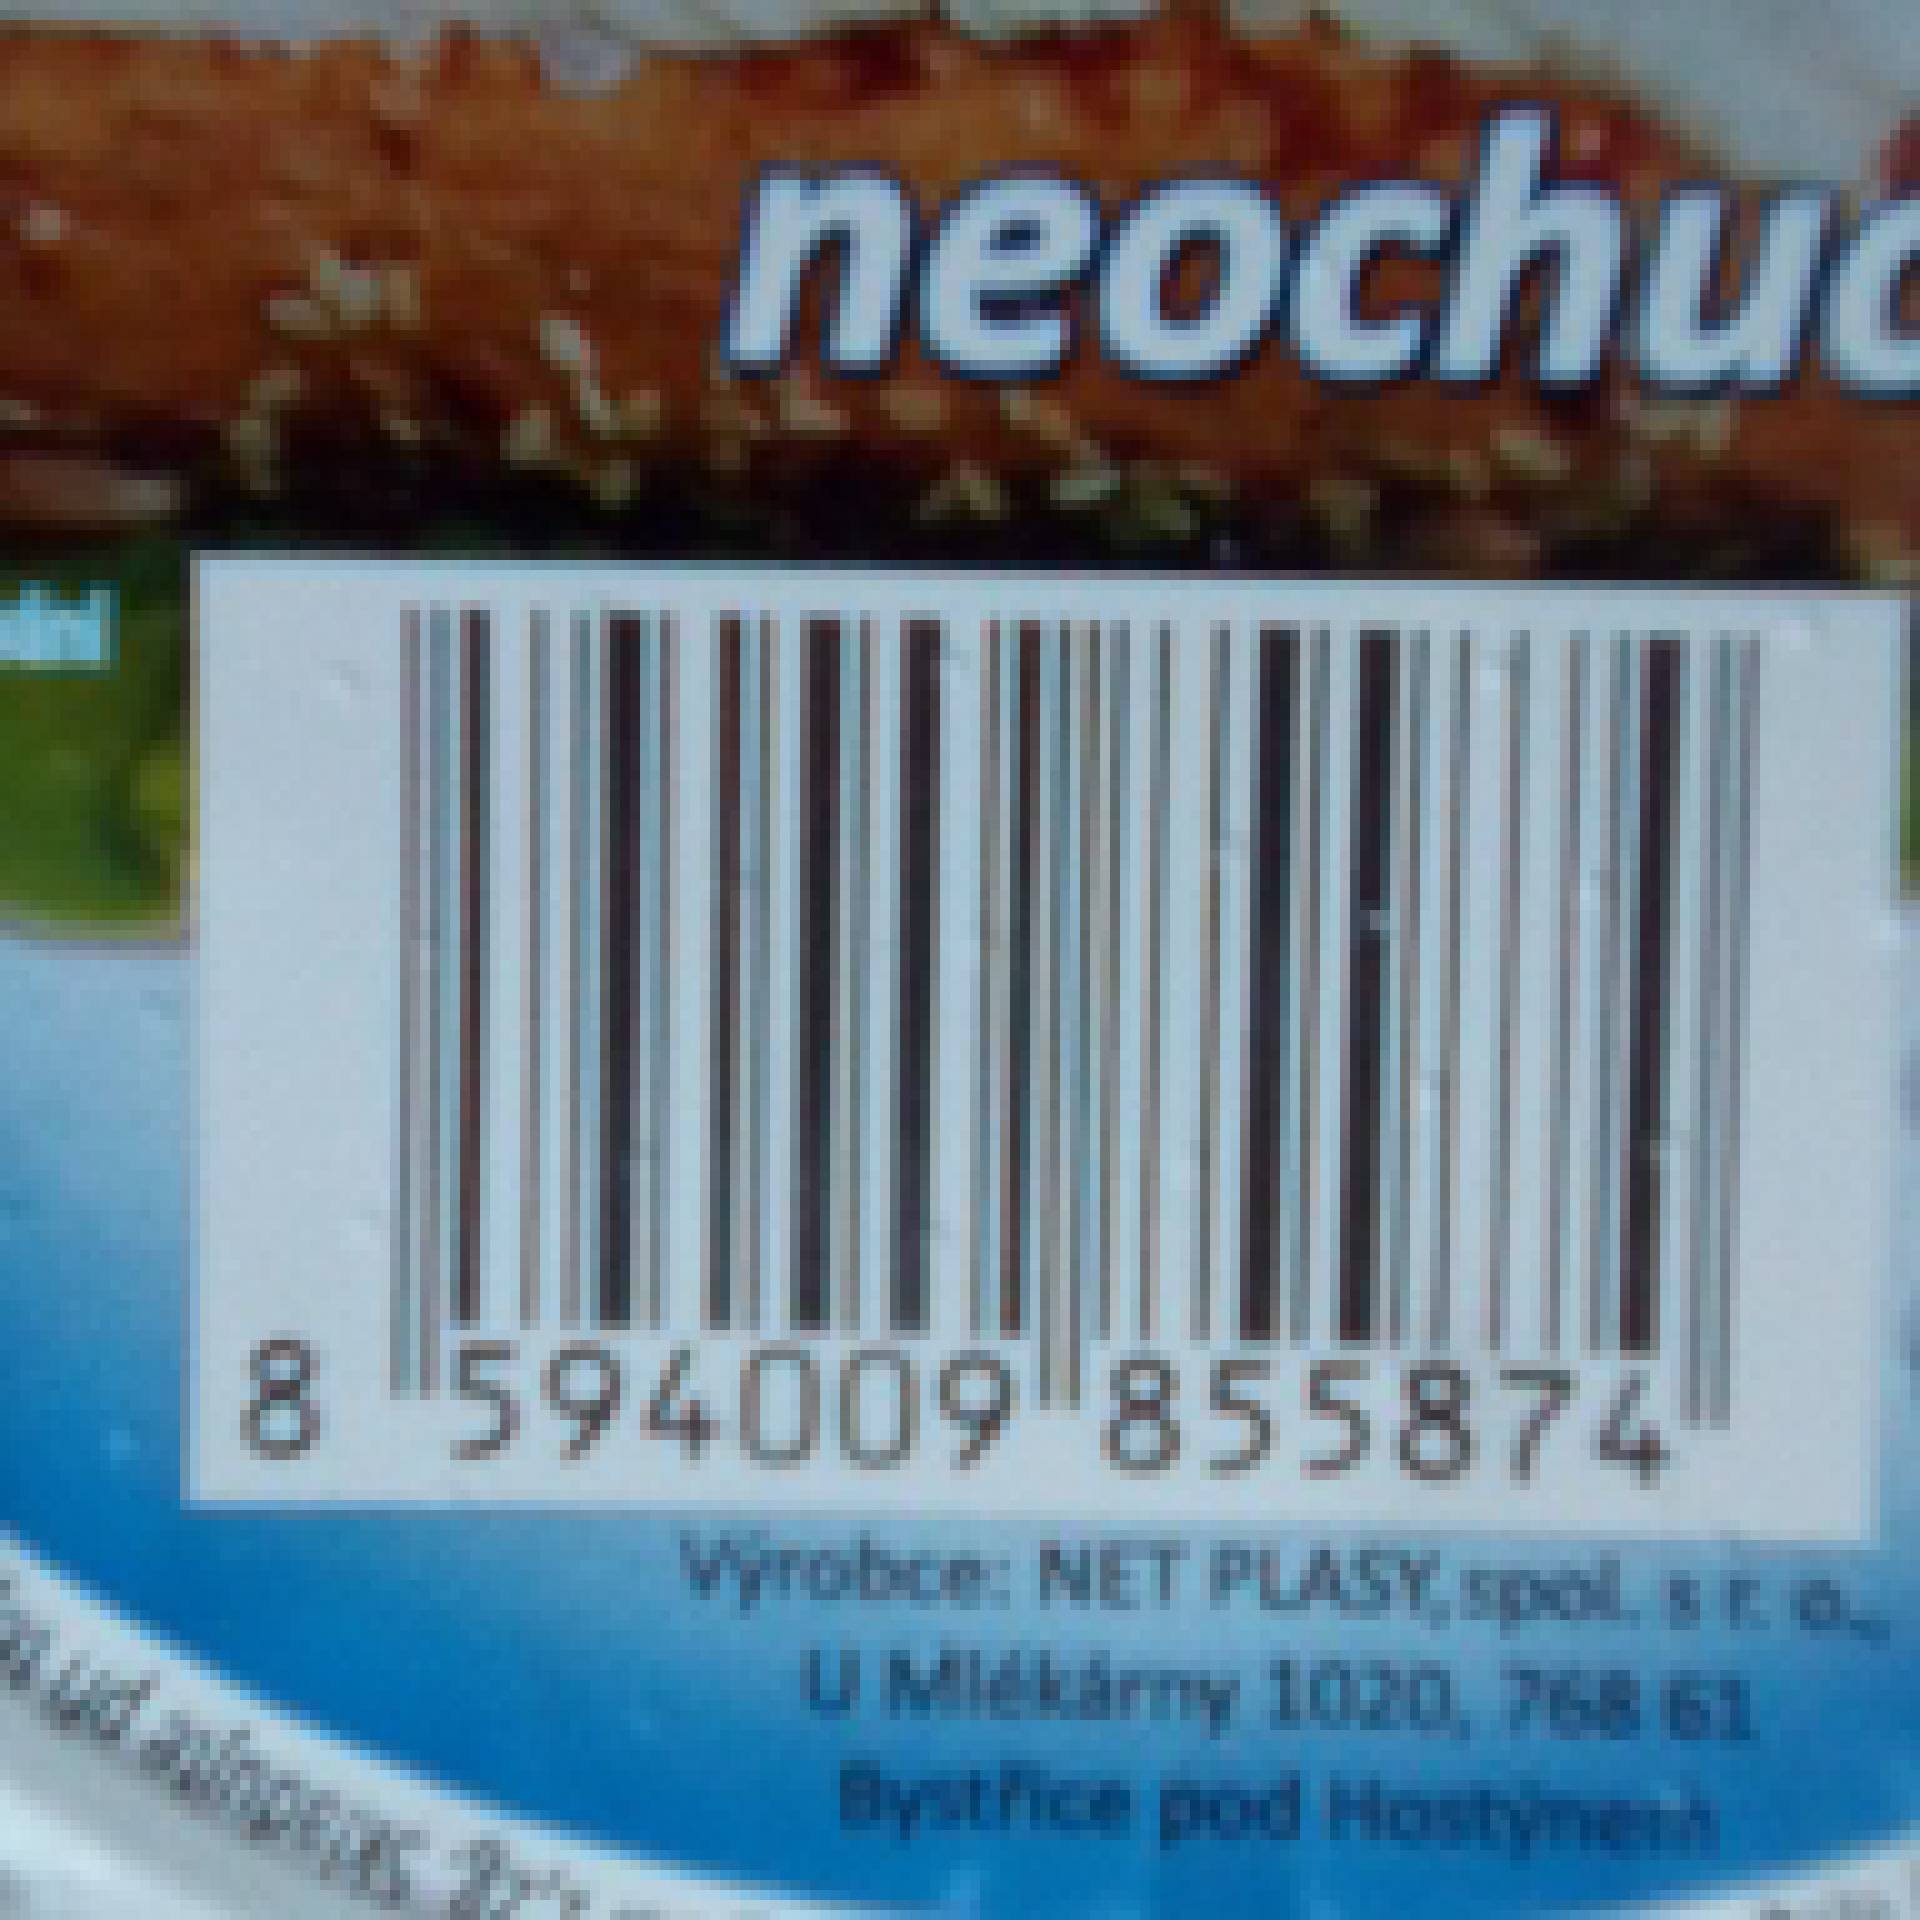 neochuc
8 594009 855874
Výrobce: NET PLASY, spol. s r. o.,
U Mlékárny 1020, 768 61
Bystřice pod Hostýnem